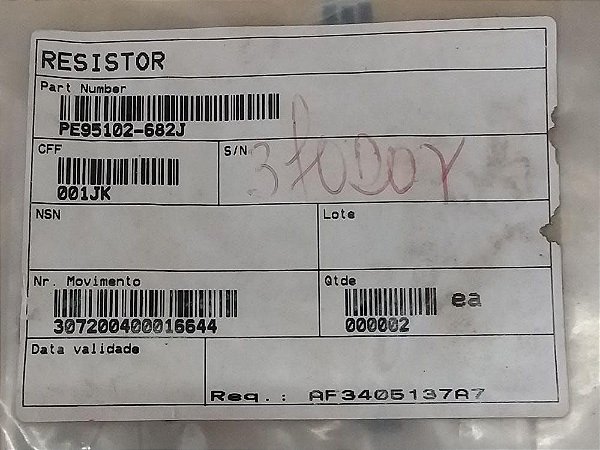 RESISTOR
Part Number
PE95102-682J
CFF
001JK
S/N
NSN
Lote
Nr. Movimento
307200400016644
Qtde
000002
ea
Data validade
Req.: AF3405137A7